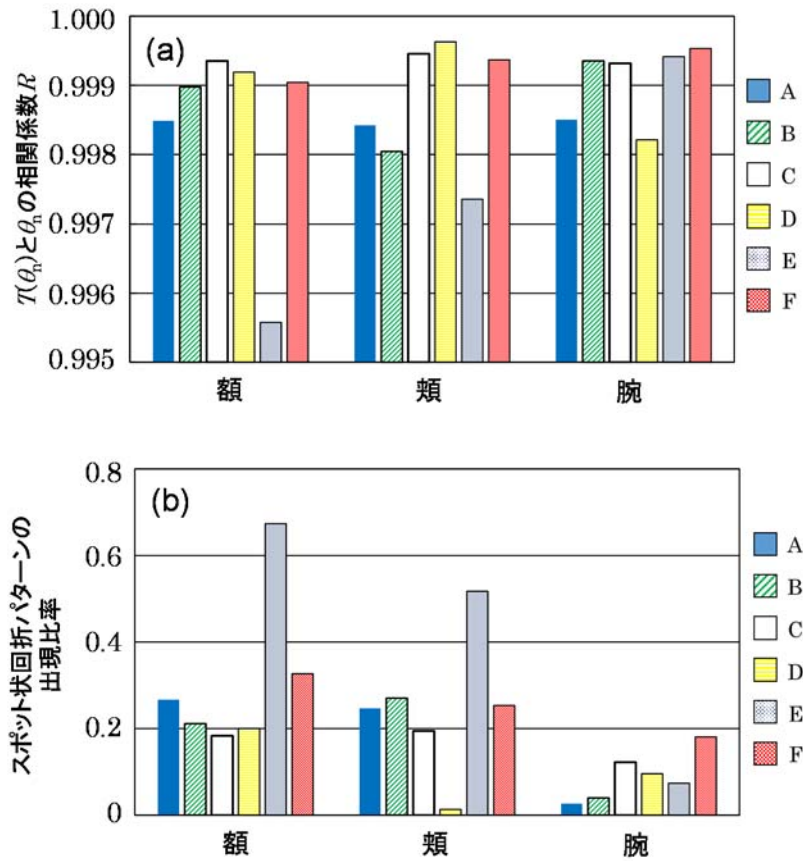 (a)
T(θn)とθnの相関係数R
1.000
0.999
0.998
0.997
0.996
0.995
額
頬
腕
A
B
C
D
E
F
(b)
スポット状回折パターンの
出現比率
0.8
0.6
0.4
0.2
0
額
頬
腕
A
B
C
D
E
F